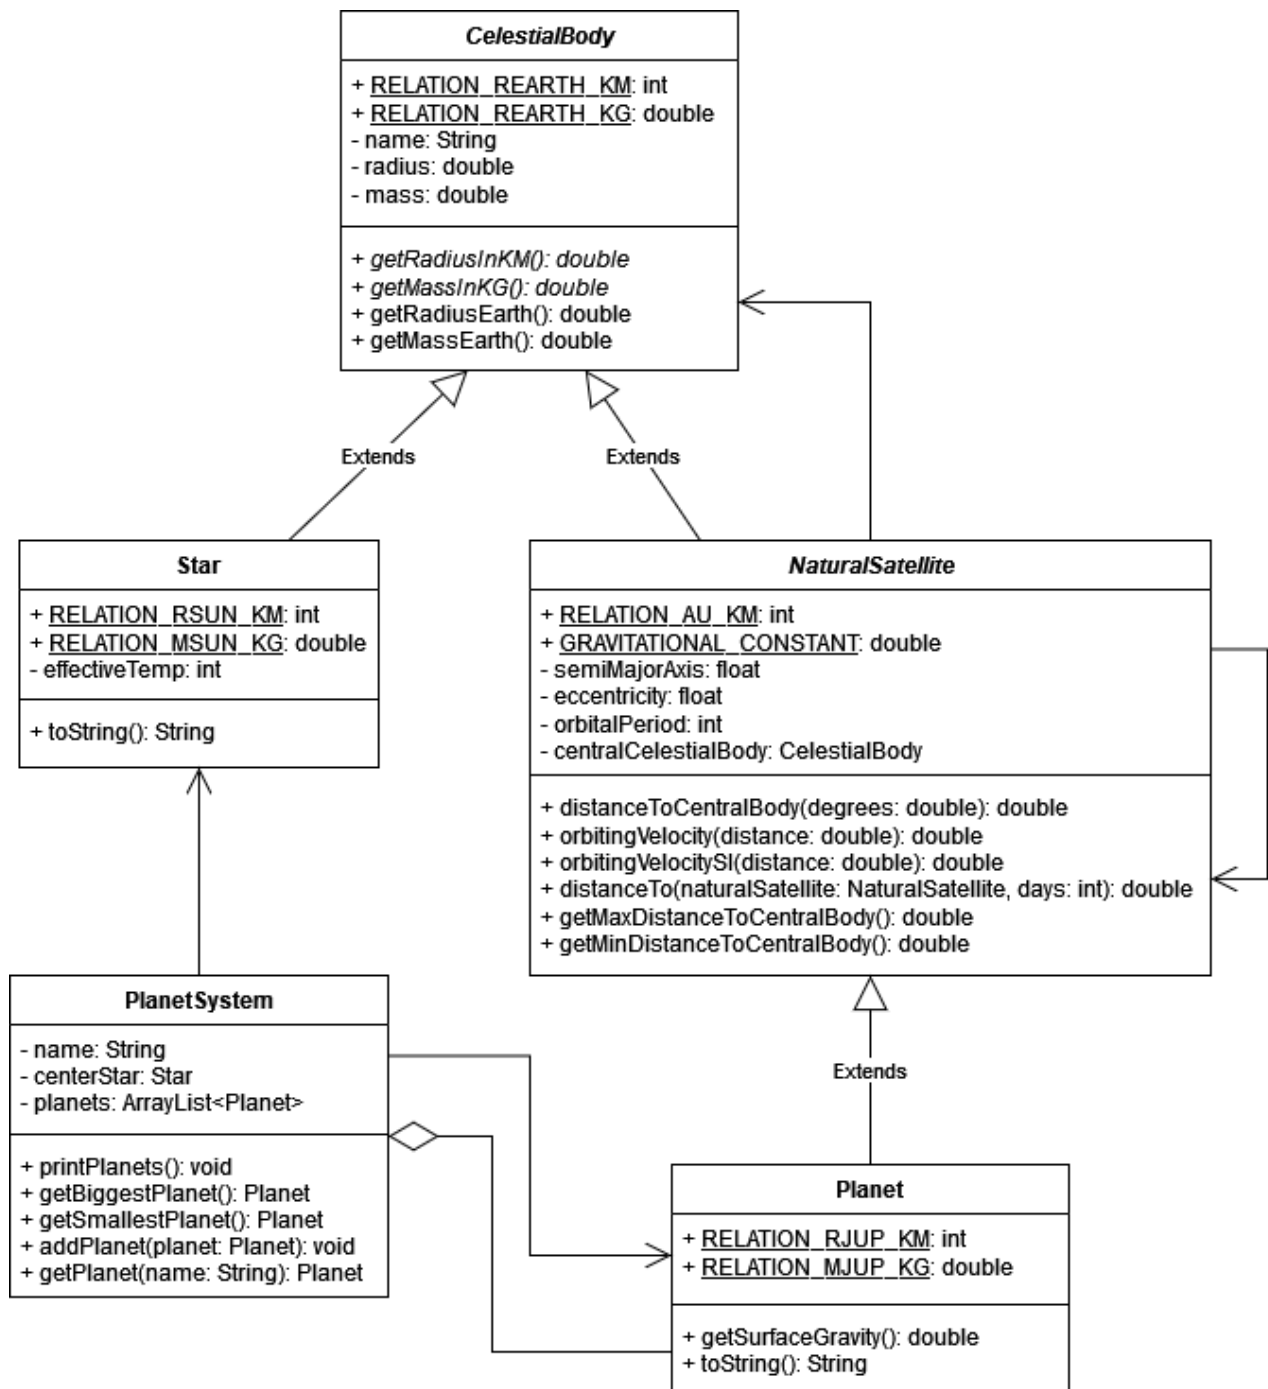 CelestialBody
+ RELATION_REARTH_KM: int
+ RELATION_REARTH_KG: double
- name: String
- radius: double
- mass: double
+ getRadiusInKM(): double
+ getMassInKG(): double
+ getRadiusEarth(): double
+ getMassEarth(): double
Extends
Extends
Star
+ RELATION_RSUN_KM: int
+ RELATION_MSUN_KG: double
- effectiveTemp: int
+ toString(): String
NaturalSatellite
+ RELATION_AU_KM: int
+ GRAVITATIONAL_CONSTANT: double
- semiMajorAxis: float
- eccentricity: float
- orbitalPeriod: int
- centralCelestialBody: CelestialBody
+ distanceToCentralBody(degrees: double): double
+ orbitingVelocity(distance: double): double
+ orbitingVelocitySI(distance: double): double
+ distanceTo(naturalSatellite: NaturalSatellite, days: int): double
+ getMaxDistanceToCentralBody(): double
+ getMinDistanceToCentralBody(): double
PlanetSystem
- name: String
- centerStar: Star
- planets: ArrayList<Planet>
+ printPlanets(): void
+ getBiggestPlanet(): Planet
+ getSmallestPlanet(): Planet
+ addPlanet(planet: Planet): void
+ getPlanet(name: String): Planet
Extends
Planet
+ RELATION_RJUP_KM: int
+ RELATION_MJUP_KG: double
+ getSurfaceGravity(): double
+ toString(): String